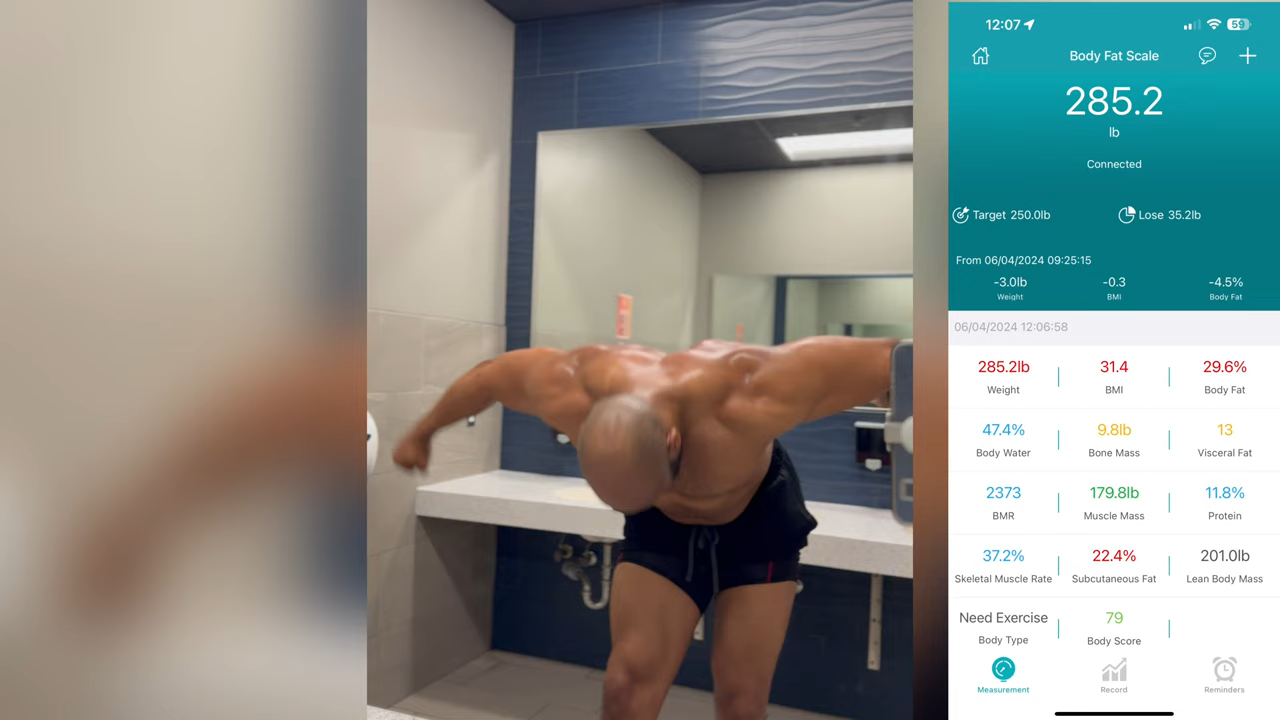 12:07
59
Body Fat Scale
285.2
lb
Connected
Target 250.0lb
Lose 35.2lb
From 06/04/2024 09:25:15
-3.0lb -0.3 -4.5%
Weight BMI Body Fat
06/04/2024 12:06:58
285.2lb 31.4 29.6%
Weight BMI Body Fat
47.4% 9.8lb 13
Body Water Bone Mass Visceral Fat
2373 179.8lb 11.8%
BMR Muscle Mass Protein
37.2% 22.4% 201.0lb
Skeletal Muscle Rate Subcutaneous Fat Lean Body Mass
Need Exercise 79
Body Type Body Score
Measurement Record Reminders